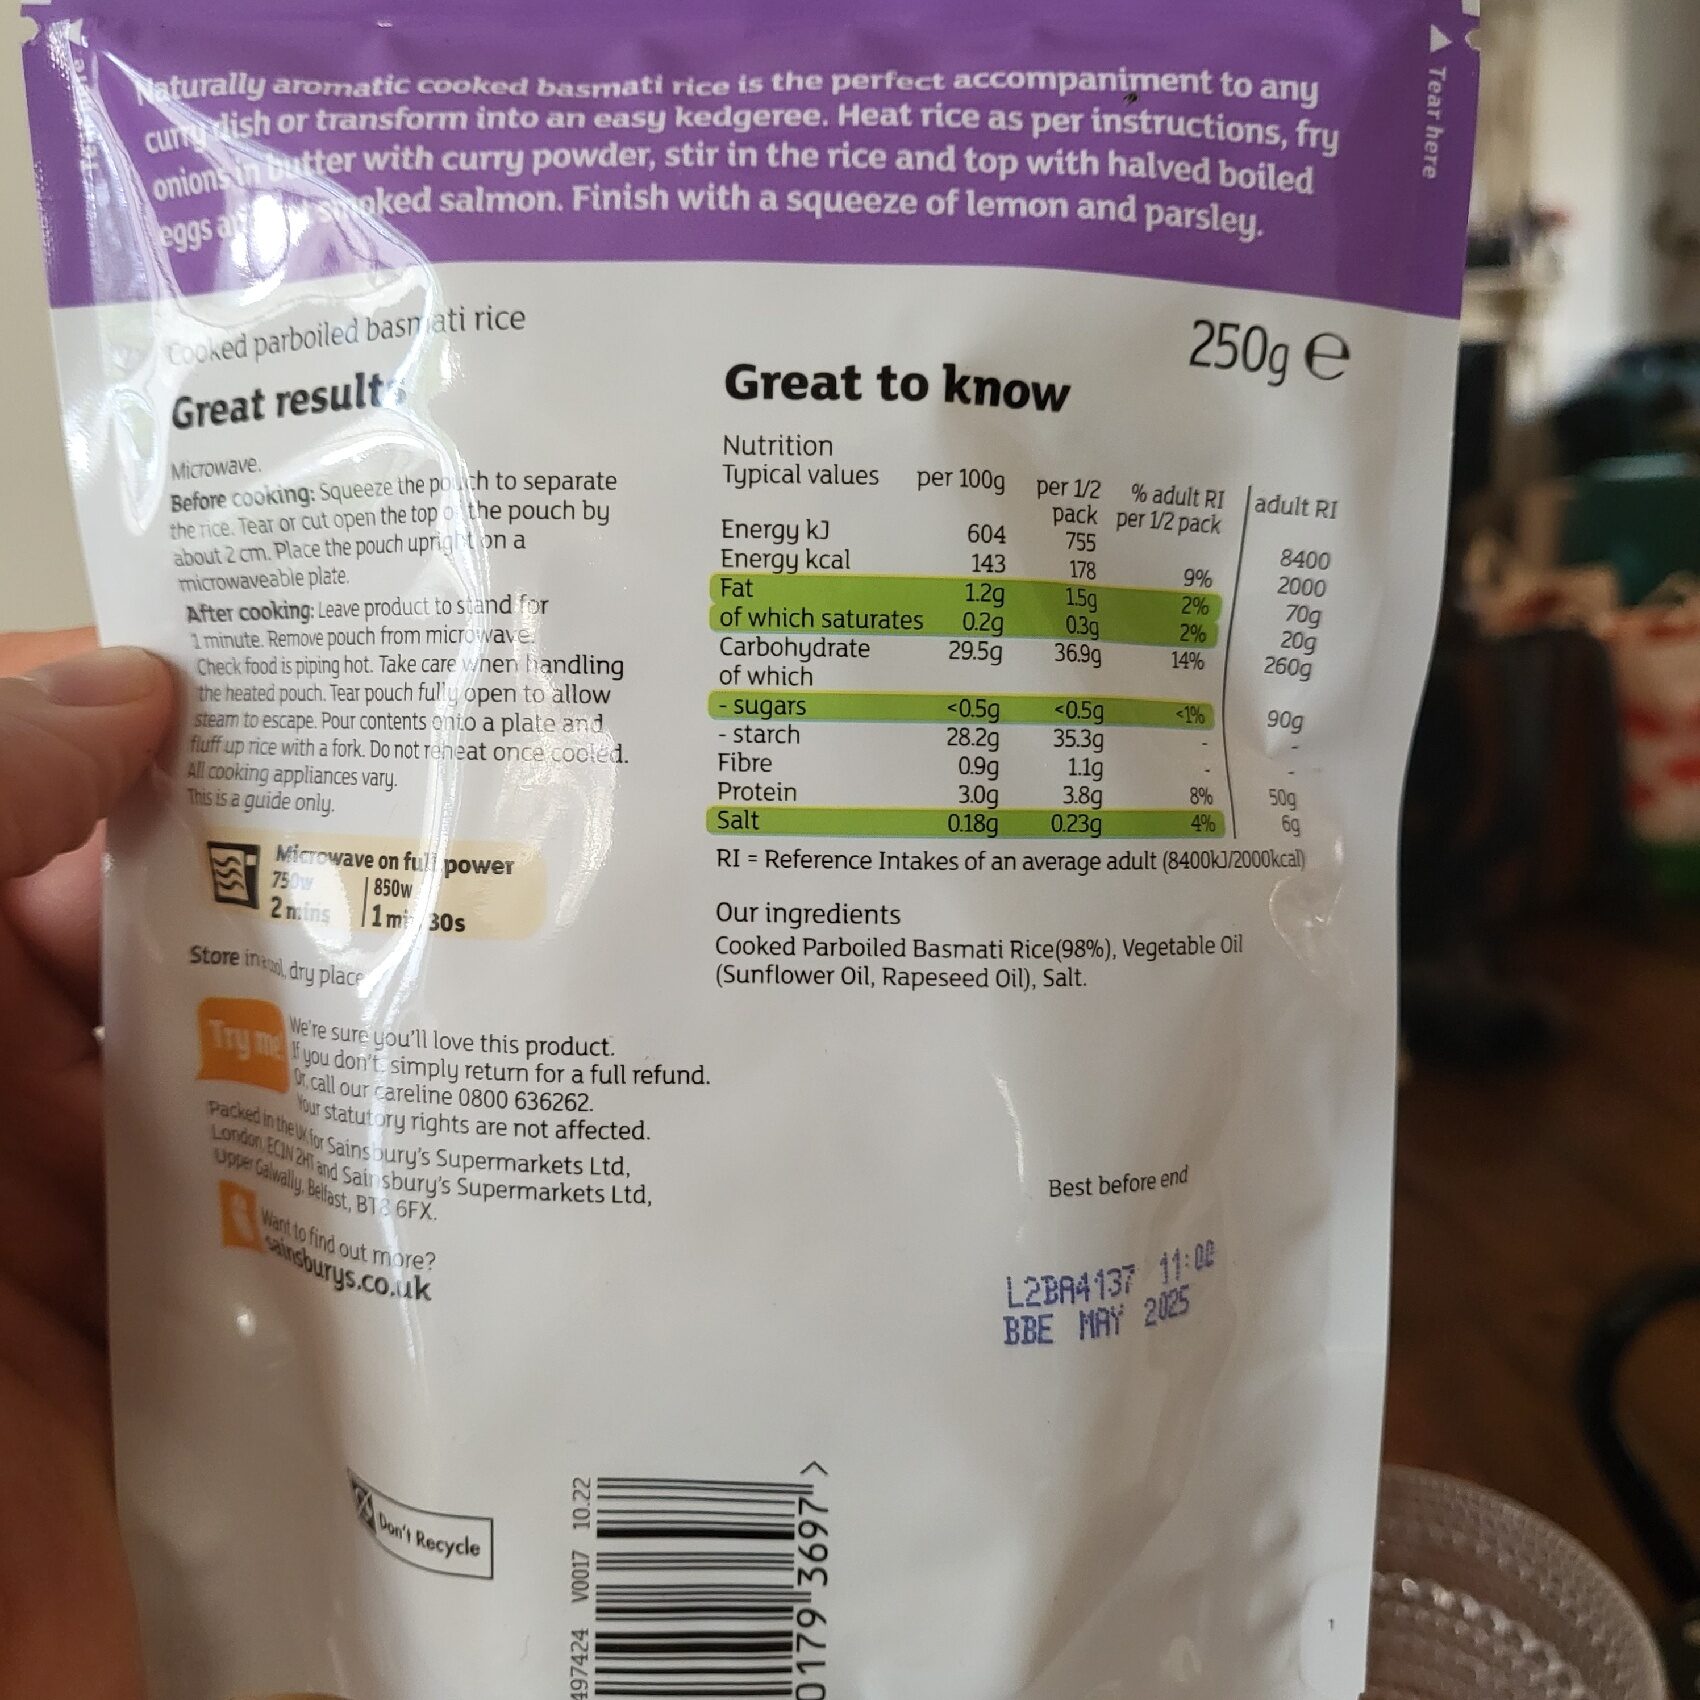 Naturally aromatic cooked basmati rice is the perfect accompaniment to any
curry dish or transform into an easy kedgeree. Heat rice as per instructions, fry
onions in butter with curry powder, stir in the rice and top with halved boiled
eggs and smoked salmon. Finish with a squeeze of lemon and parsley.
Tear here
Cooked parboiled basmati rice
250g e
Great results
Microwave.
Before cooking: Squeeze the pouch to separate
the rice. Tear or cut open the top of the pouch by
about 2 cm. Place the pouch upright on a
microwaveable plate.
After cooking: Leave product to stand for
1 minute. Remove pouch from microwave.
Check food is piping hot. Take care when handling
the heated pouch. Tear pouch fully open to allow
steam to escape. Pour contents onto a plate and
fluff up rice with a fork. Do not reheat once cooled.
All cooking appliances vary.
This is a guide only.
Microwave on full power
750w 850w
2 mins 1 min 30s
Store in a cool, dry place
Try me
We're sure you'll love this product.
If you don't, simply return for a full refund.
Or, call our careline 0800 636262.
Your statutory rights are not affected.
Packed in the UK for Sainsbury's Supermarkets Ltd,
London, EC1N 2HT and Sainsbury's Supermarkets Ltd,
Upper Galwally, Belfast, BT8 6FX.
Want to find out more?
sainsburys.co.uk
Great to know
Nutrition
Typical values per 100g per 1/2 pack % adult RI per 1/2 pack adult RI
Energy kJ 604 755 8400
Energy kcal 143 178 9% 2000
Fat 1.2g 1.5g 2% 70g
of which saturates 0.2g 0.3g 2% 20g
Carbohydrate 29.5g 36.9g 14% 260g
of which
- sugars <0.5g <0.5g <1% 90g
- starch 28.2g 35.3g - -
Fibre 0.9g 1.1g - -
Protein 3.0g 3.8g 8% 50g
Salt 0.18g 0.23g 4% 6g
RI = Reference Intakes of an average adult (8400kJ/2000kcal)
Our ingredients
Cooked Parboiled Basmati Rice(98%), Vegetable Oil
(Sunflower Oil, Rapeseed Oil), Salt.
Best before end
L2BA4137 11:00
BBE MAY 2025
Don't Recycle
497424 V0017 10.22
0179 3697 >
1